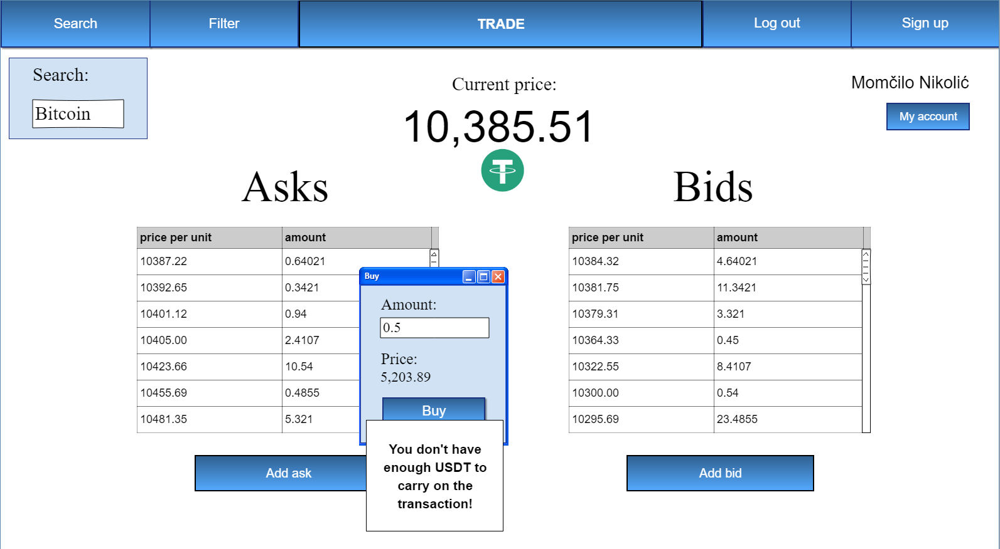 Search
Filter
TRADE
Log out
Sign up
Search:
Bitcoin
Current price:
10,385.51
Momčilo Nikolić
My account
Asks
Bids
price per unit amount
10387.22 0.64021
10392.65 0.3421
10401.12 0.94
10405.00 2.4107
10423.66 10.54
10455.69 0.4855
10481.35 5.321
Add ask
Buy
Amount:
0.5
Price:
5,203.89
Buy
You don't have
enough USDT to
carry on the
transaction!
price per unit amount
10384.32 4.64021
10381.75 11.3421
10379.31 3.321
10364.33 0.45
10322.55 8.4107
10300.00 0.54
10295.69 23.4855
Add bid